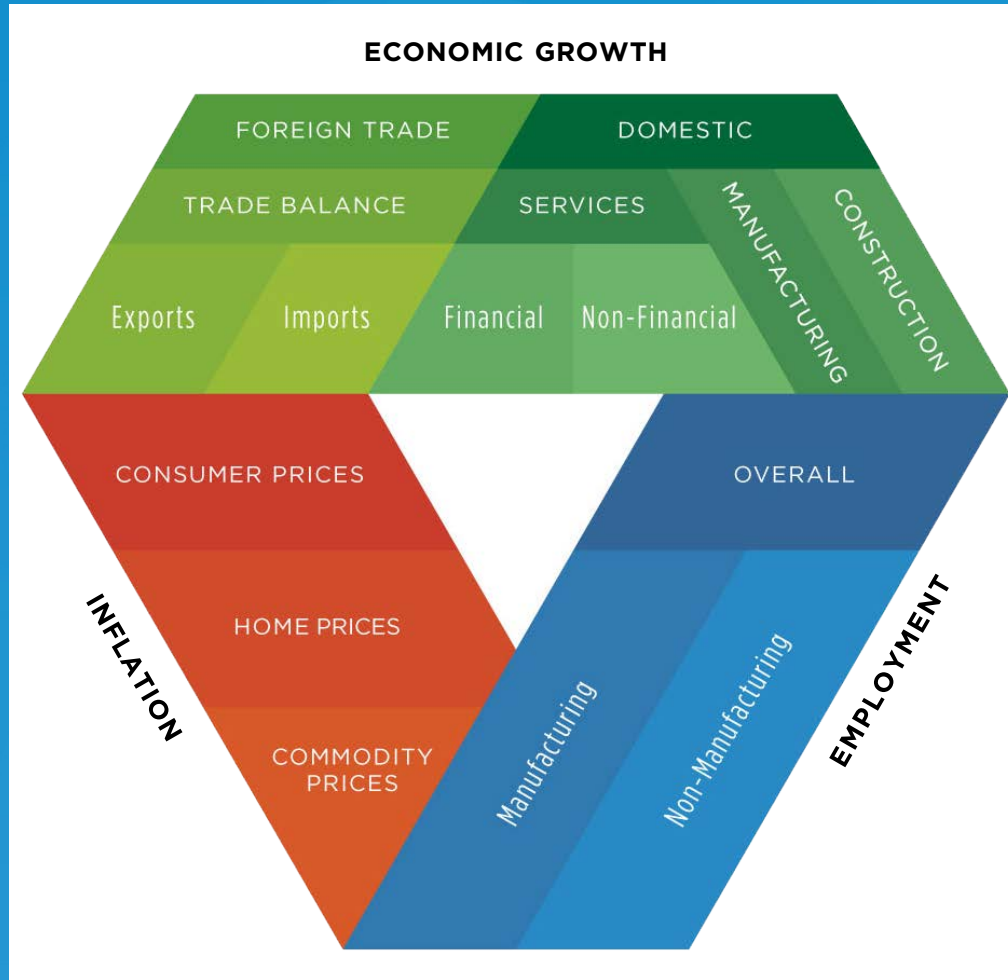 ECONOMIC GROWTH
FOREIGN TRADE
DOMESTIC
TRADE BALANCE
SERVICES
MANUFACTURING
CONSTRUCTION
Exports
Imports
Financial
Non-Financial
CONSUMER PRICES
OVERALL
HOME PRICES
INFLATION
COMMODITY
PRICES
Manufacturing
Non-Manufacturing
EMPLOYMENT